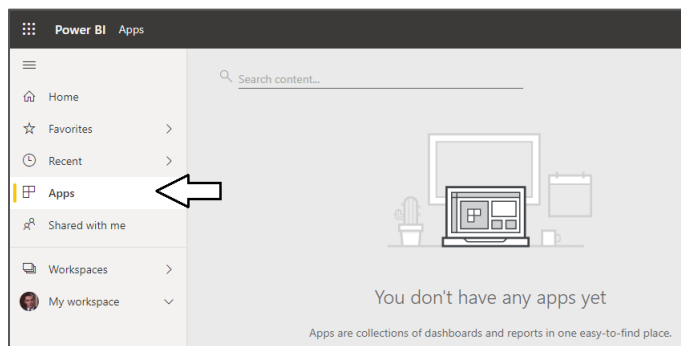 Power BI Apps
Search content...
Home
Favorites
Recent
Apps
Shared with me
Workspaces
My workspace
You don't have any apps yet
Apps are collections of dashboards and reports in one easy-to-find place.